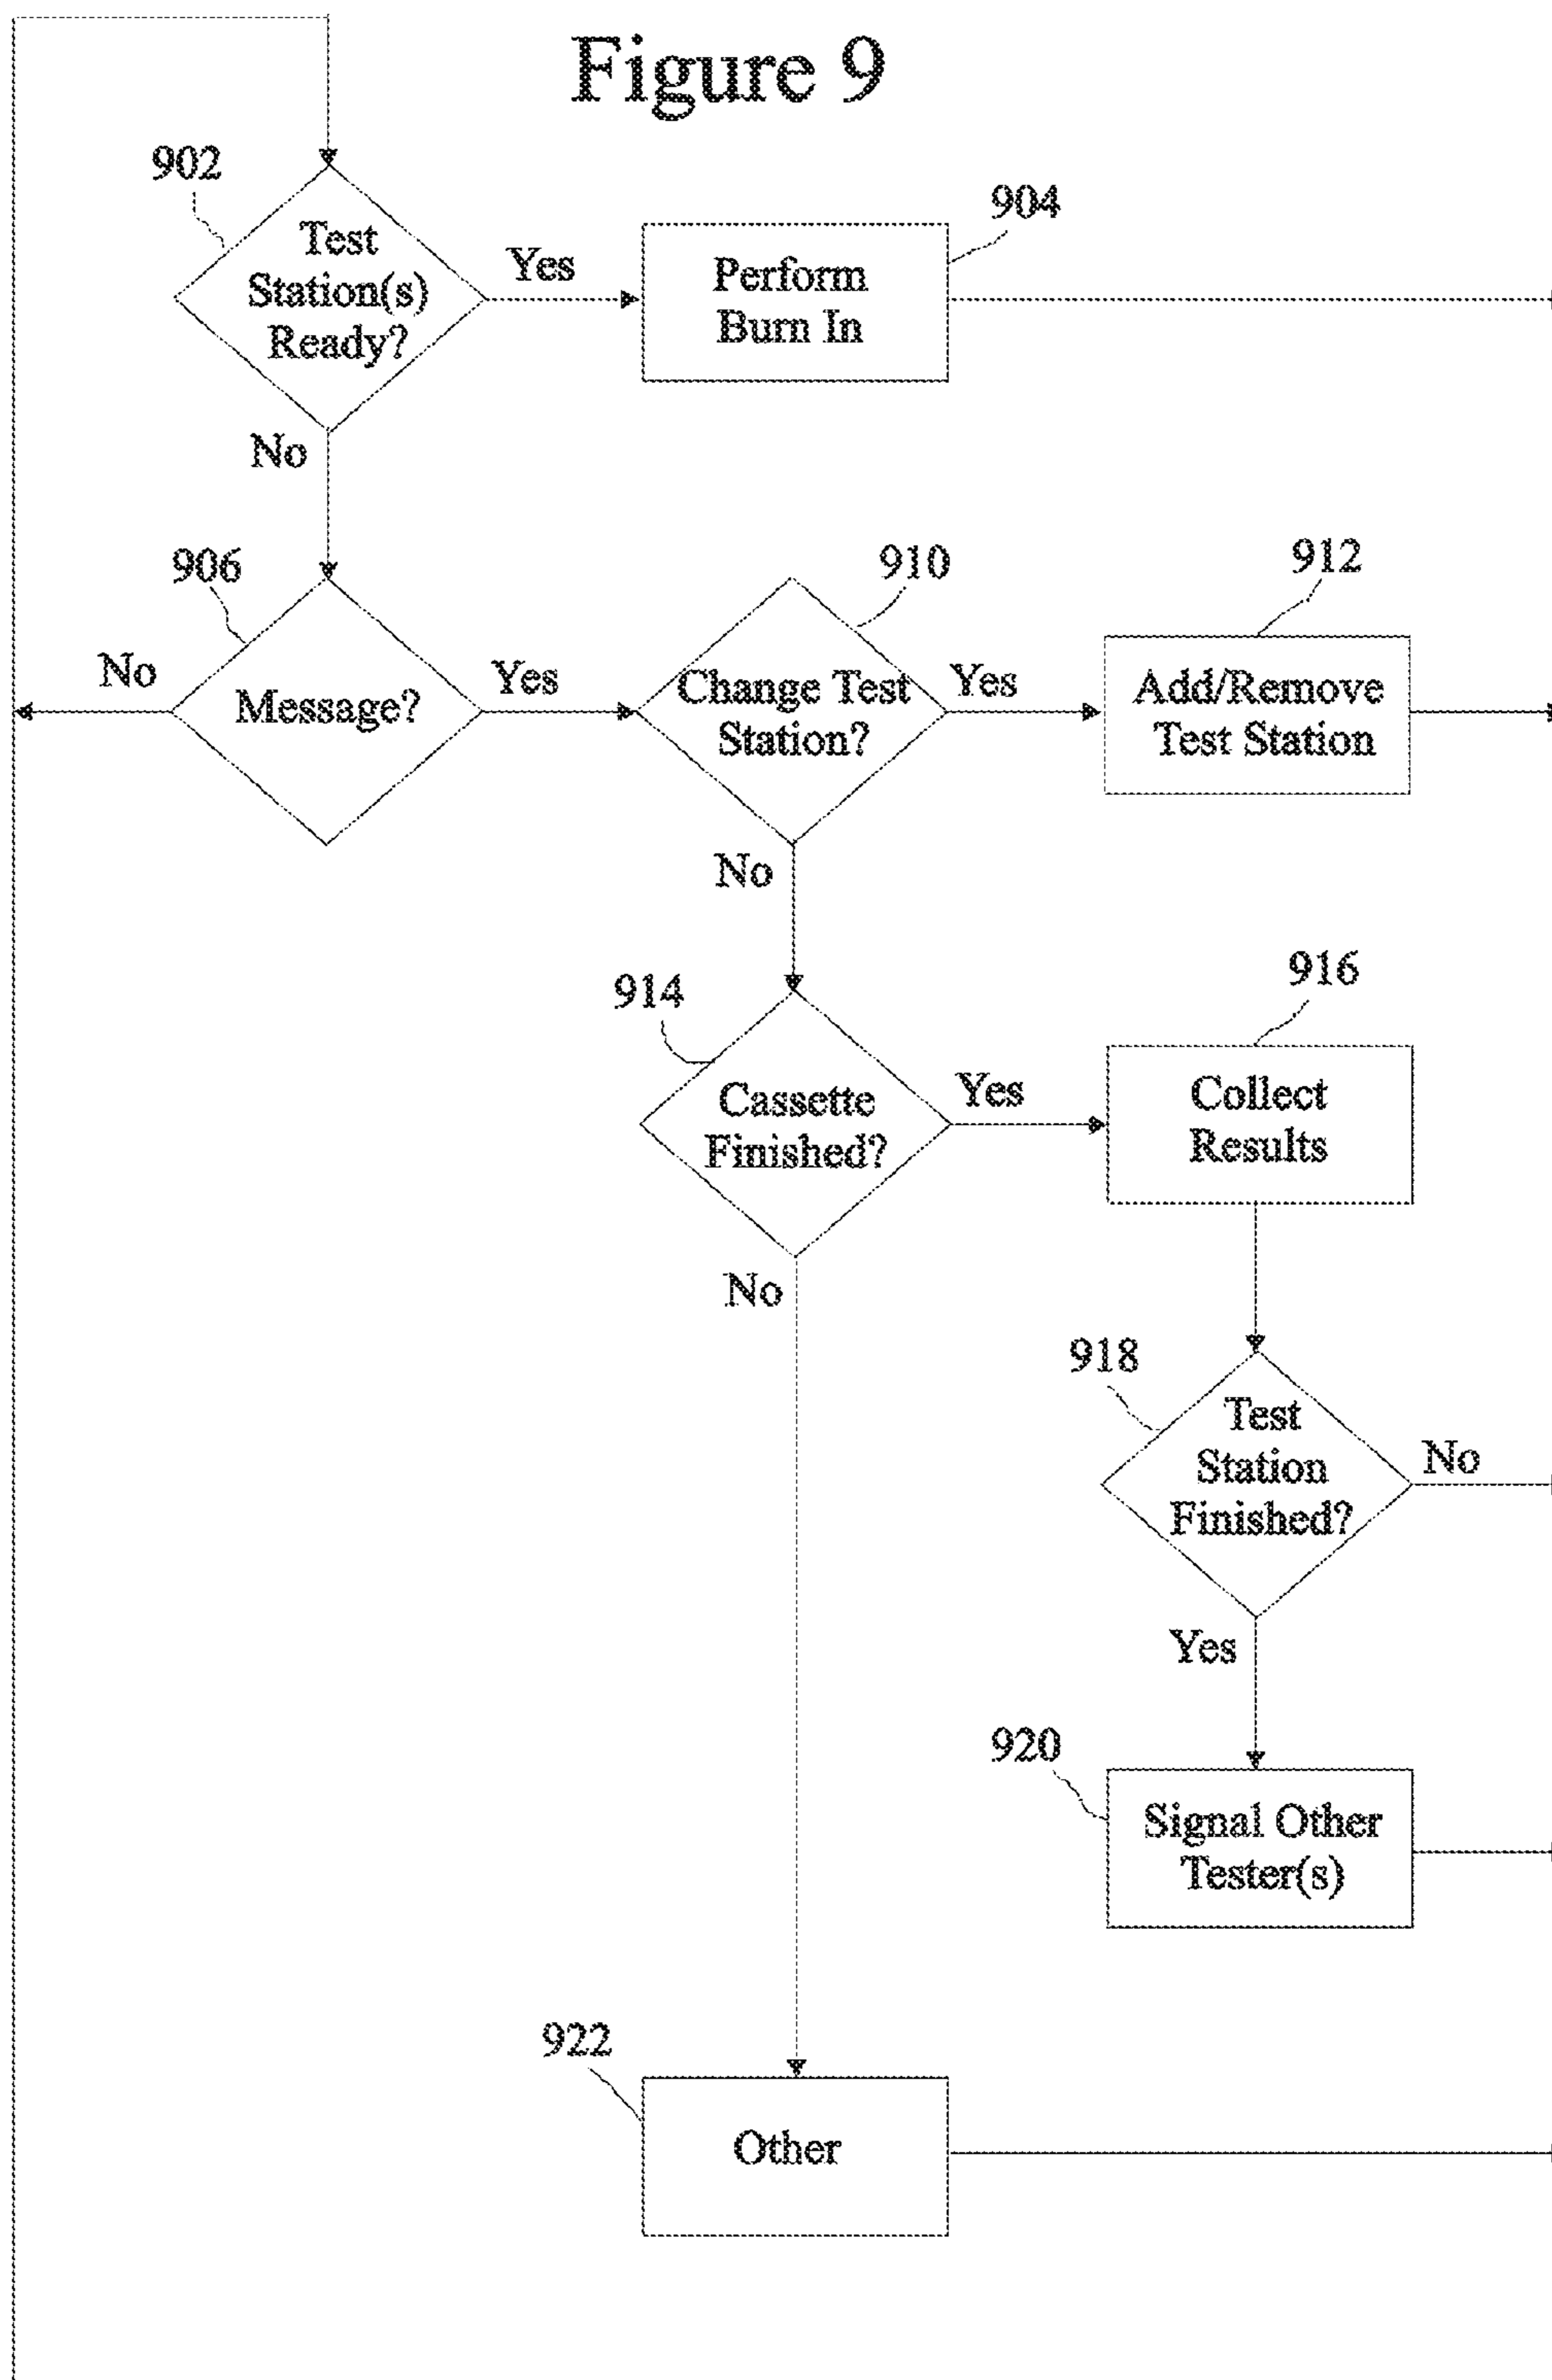 Figure 9
902
Test
Station(s)
Ready?
Yes
904
Perform
Burn In
No
906
No
Message?
Yes
910
Change Test
Station?
Yes
912
Add/Remove
Test Station
No
914
Cassette
Finished?
Yes
916
Collect
Results
No
918
Test
Station
Finished?
No
Yes
920
Signal Other
Tester(s)
922
Other